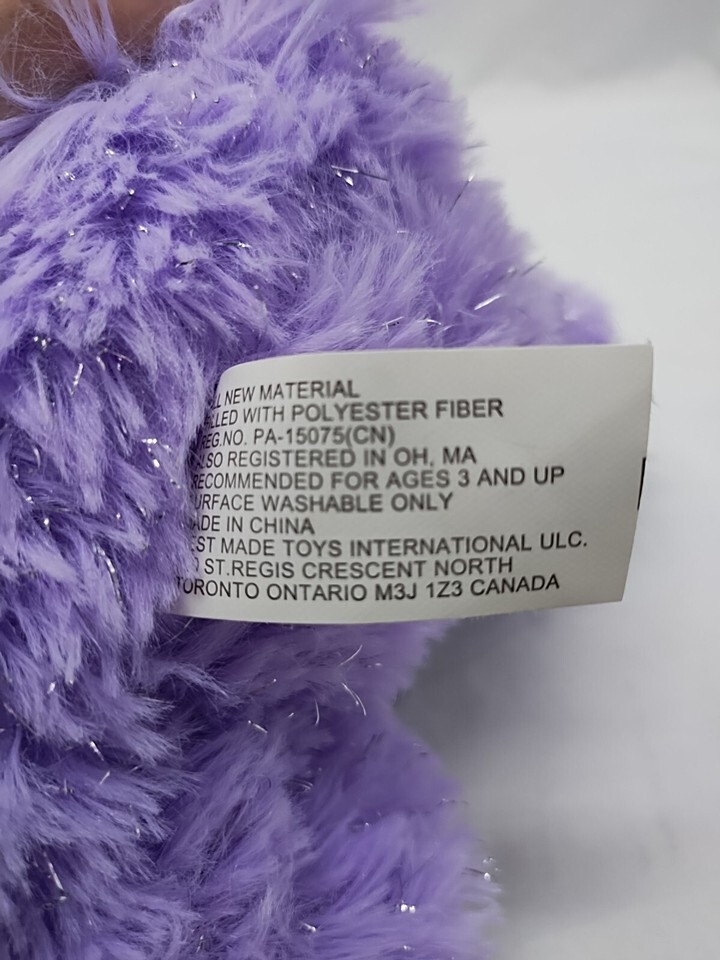 LL NEW MATERIAL
ILLED WITH POLYESTER FIBER
REG.NO. PA-15075(CN)
LSO REGISTERED IN OH, MA
RECOMMENDED FOR AGES 3 AND UP
URFACE WASHABLE ONLY
ADE IN CHINA
EST MADE TOYS INTERNATIONAL ULC.
ST.REGIS CRESCENT NORTH
TORONTO ONTARIO M3J 1Z3 CANADA